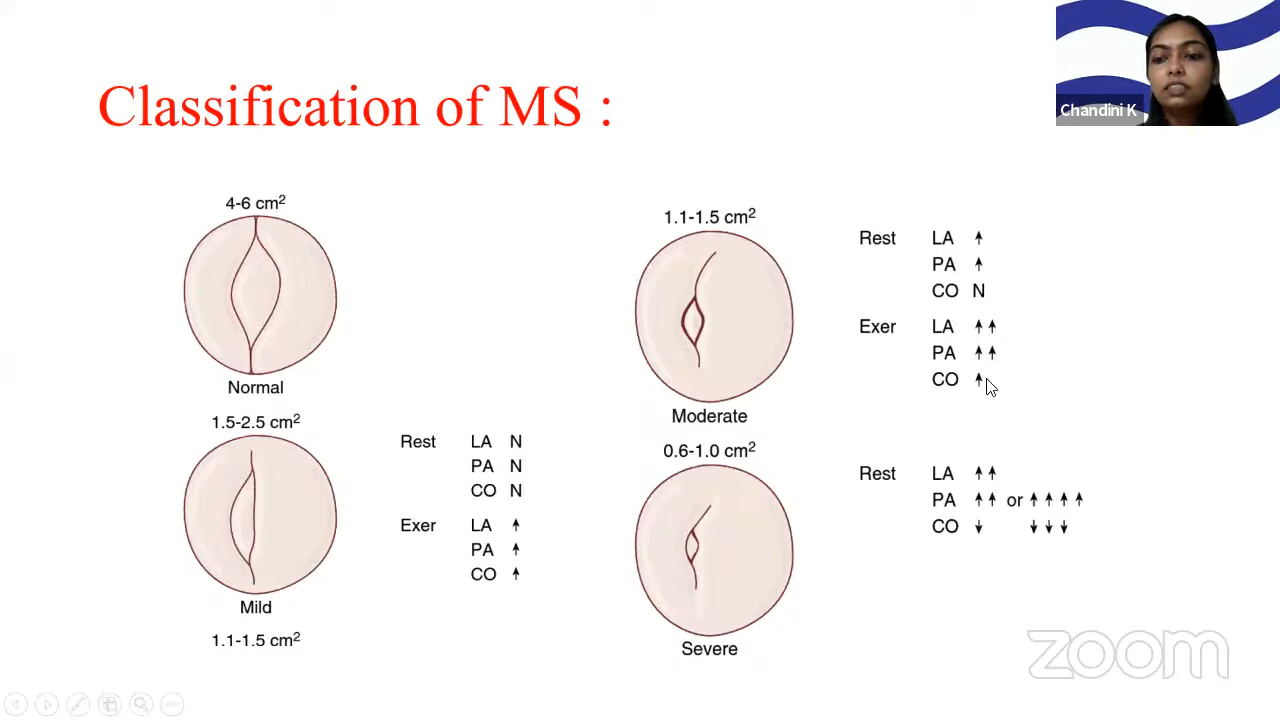 Classification of MS :
Chandini K
4-6 cm²
Normal
1.5-2.5 cm²
Rest LA N
PA N
CO N
Exer LA ↑
PA ↑
CO ↑
Mild
1.1-1.5 cm²
1.1-1.5 cm²
Rest LA ↑
PA ↑
CO N
Exer LA ↑↑
PA ↑↑
CO ↑
Moderate
0.6-1.0 cm²
Rest LA ↑↑
PA ↑↑ or ↑↑↑↑
CO ↓ ↓↓↓
Severe
zoom